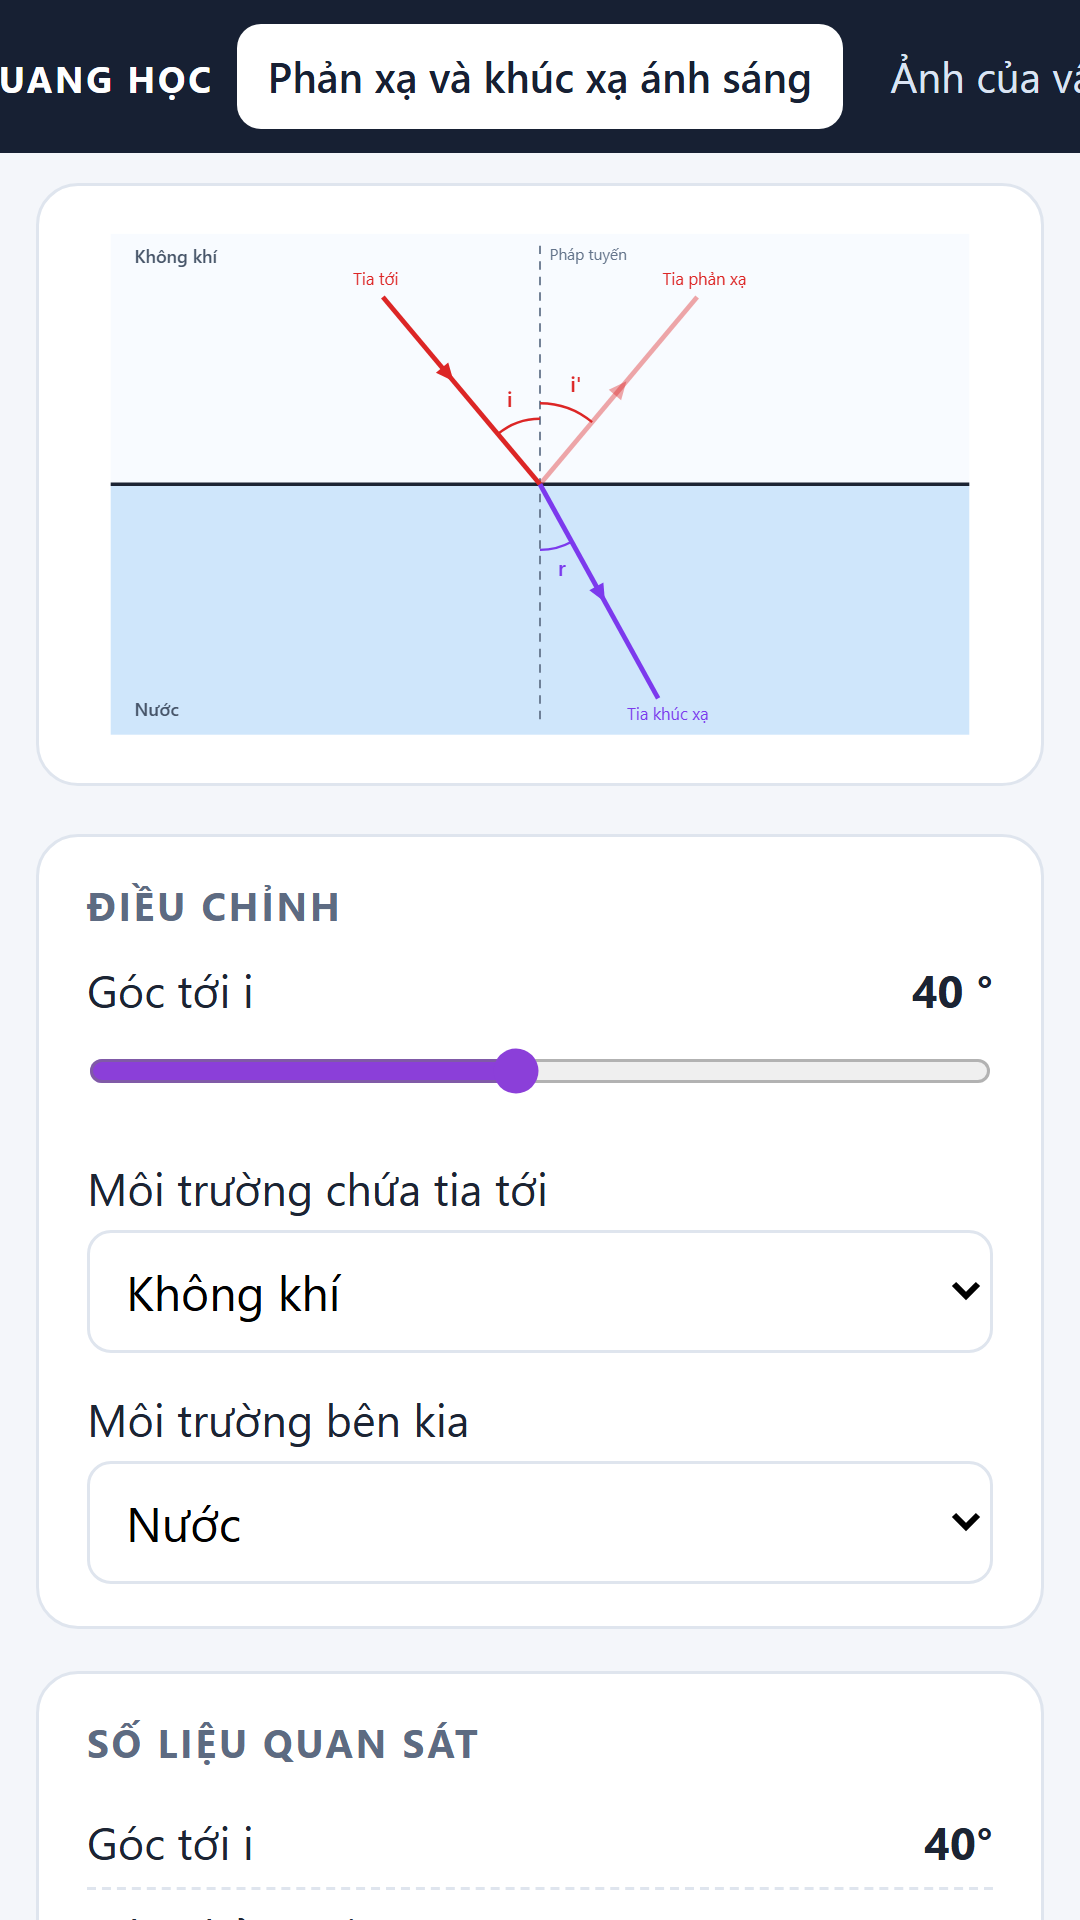 UANG HỌC
Phản xạ và khúc xạ ánh sáng
Ảnh của
Không khí
Pháp tuyến
Tia tới
Tia phản xạ
i
i'
r
Nước
Tia khúc xạ
ĐIỀU CHỈNH
Góc tới i
40 °
Môi trường chứa tia tới
Không khí
Môi trường bên kia
Nước
SỐ LIỆU QUAN SÁT
Góc tới i
40°